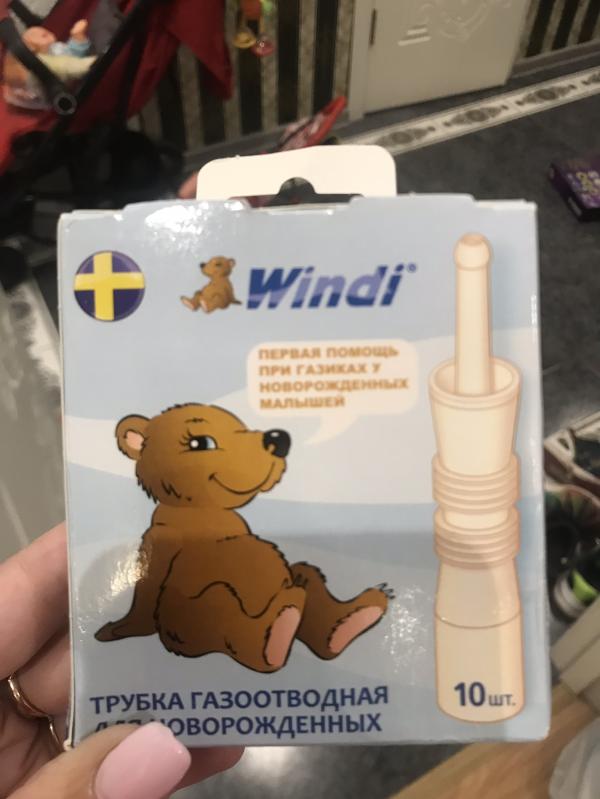 Windi®
ПЕРВАЯ ПОМОЩЬ
ПРИ ГАЗИКАХ У
НОВОРОЖДЕННЫХ
МАЛЫШЕЙ
ТРУБКА ГАЗООТВОДНАЯ
ДЛЯ НОВОРОЖДЕННЫХ
10 шт.